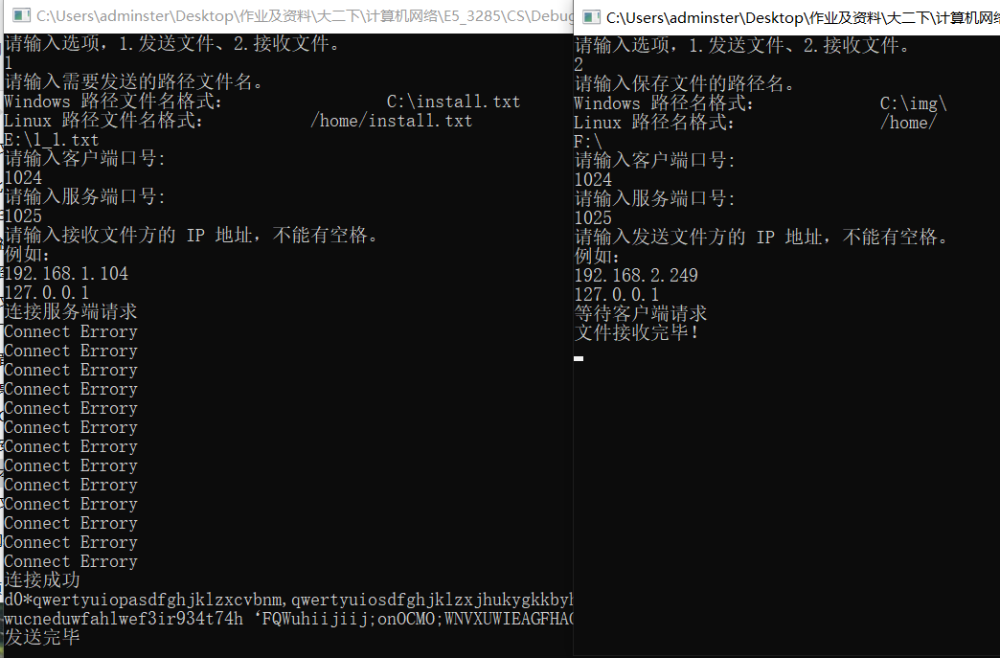 C:\Users\adminster\Desktop\作业及资料\大二下\计算机网络\E5_3285\CS\Debug
请输入选项，1.发送文件、2.接收文件。
1
请输入需要发送的路径文件名。
Windows 路径文件名格式： C:\install.txt
Linux 路径文件名格式： /home/install.txt
E:\1_1.txt
请输入客户端口号：
1024
请输入服务端口号：
1025
请输入接收文件方的 IP 地址，不能有空格。
例如：
192.168.1.104
127.0.0.1
连接服务端请求
Connect Errory
Connect Errory
Connect Errory
Connect Errory
Connect Errory
Connect Errory
Connect Errory
Connect Errory
Connect Errory
Connect Errory
Connect Errory
Connect Errory
Connect Errory
连接成功
dO*qwertyuiopasdfghjklzxcvbnm,qwertyuiosdfghjklzxjhukygkkbyh
wucneduwfahlwef3ir934t74h‘FQWuhiijiij;onOCMO;WNVXUWIEAGFHAC
发送完毕
C:\Users\adminster\Desktop\作业及资料\大二下\计算机网络
请输入选项，1.发送文件、2.接收文件。
2
请输入保存文件的路径名。
Windows 路径名格式： C:\img\
Linux 路径名格式： /home/
F:\
请输入客户端口号：
1024
请输入服务端口号：
1025
请输入发送文件方的 IP 地址，不能有空格。
例如：
192.168.2.249
127.0.0.1
等待客户端请求
文件接收完毕！